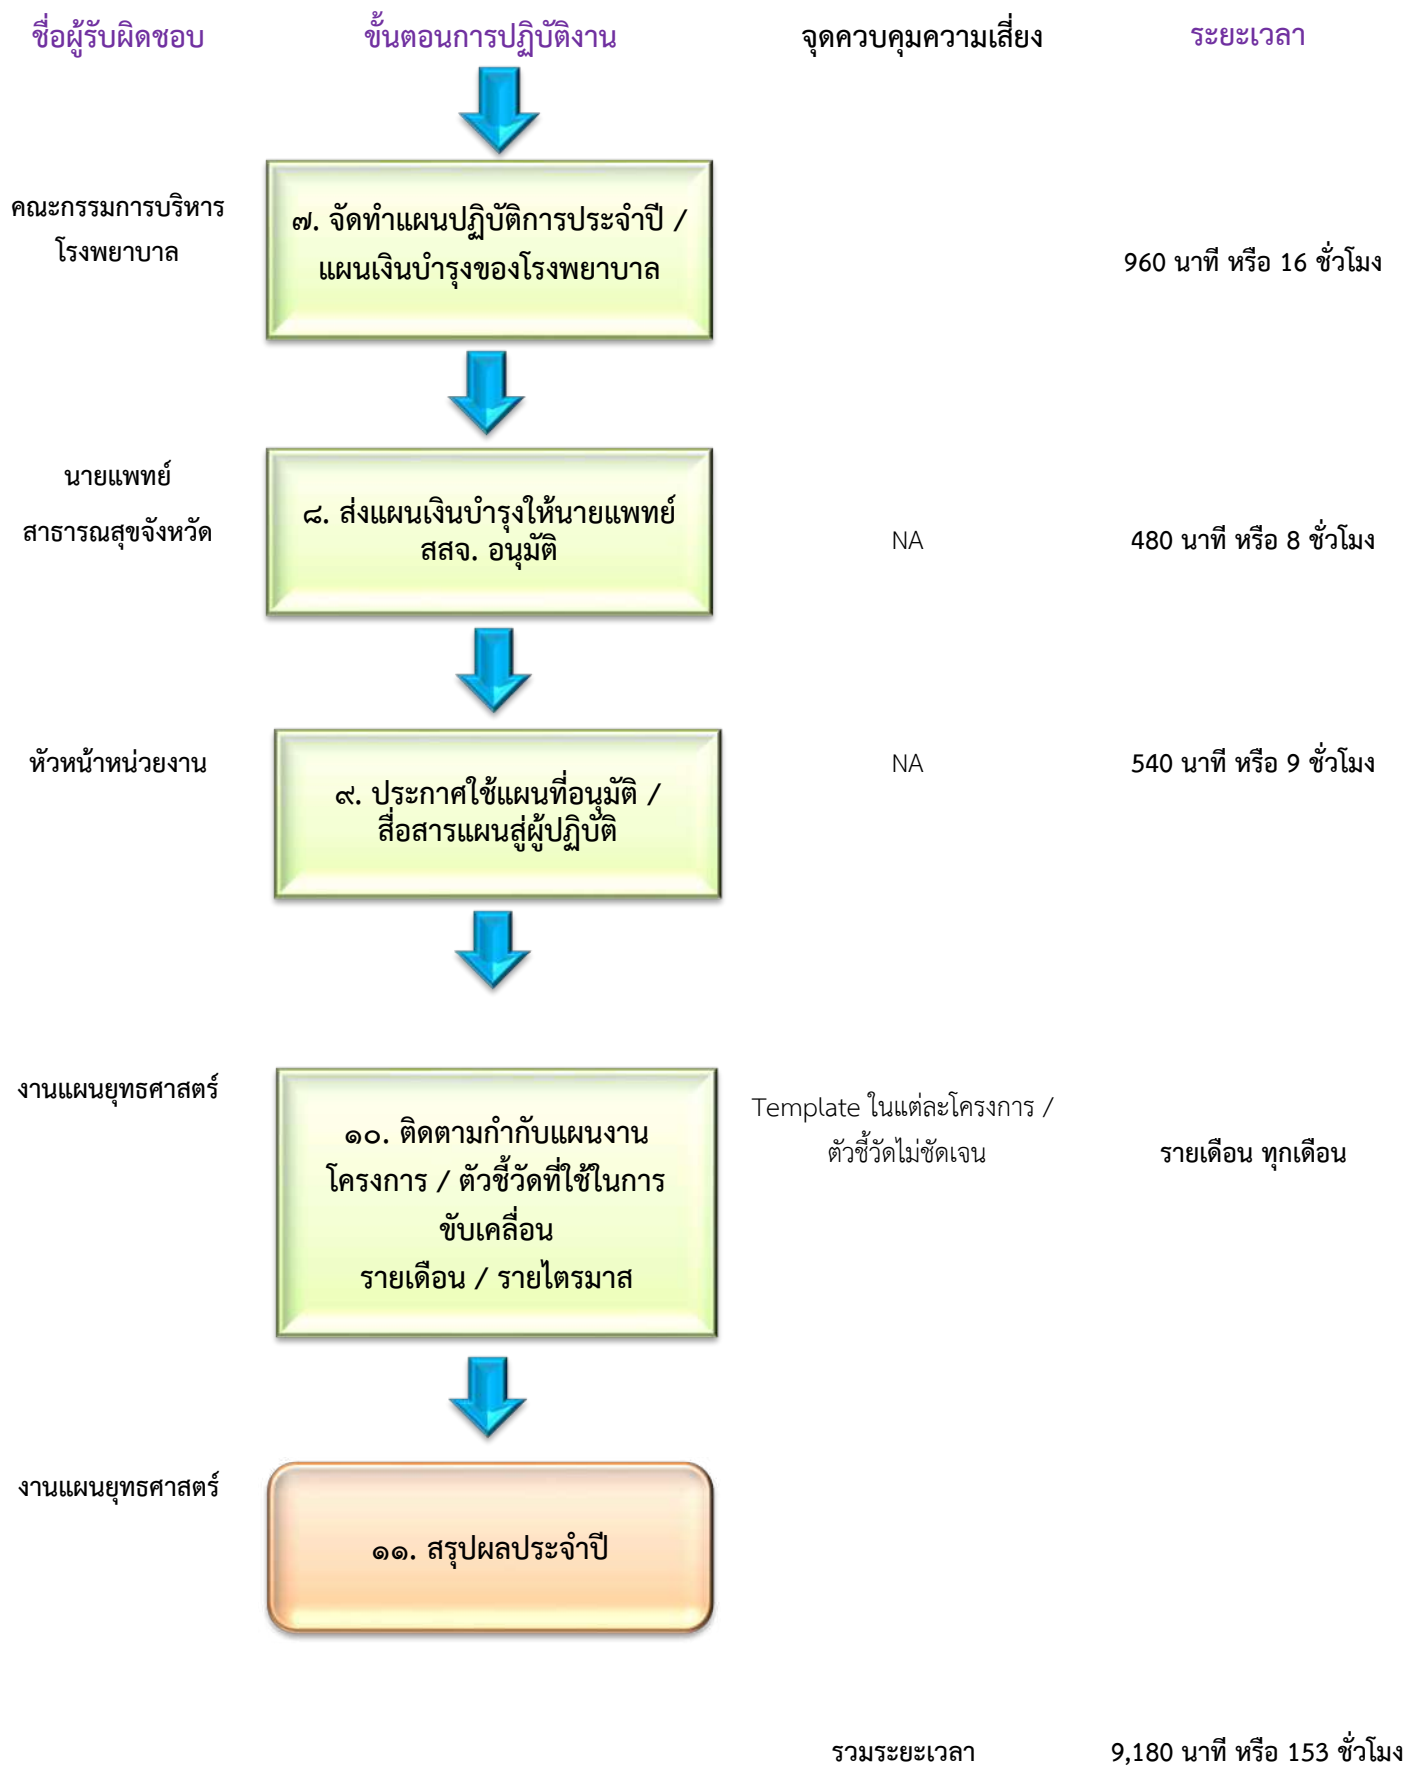 ชื่อผู้รับผิดชอบ ขั้นตอนการปฏิบัติงาน จุดควบคุมความเสี่ยง ระยะเวลา
คณะกรรมการบริหาร
โรงพยาบาล
๗. จัดทำแผนปฏิบัติการประจำปี /
แผนเงินบำรุงของโรงพยาบาล
960 นาที หรือ 16 ชั่วโมง
นายแพทย์
สาธารณสุขจังหวัด
๘. ส่งแผนเงินบำรุงให้นายแพทย์
สสจ. อนุมัติ
NA
480 นาที หรือ 8 ชั่วโมง
หัวหน้าหน่วยงาน
๙. ประกาศใช้แผนที่อนุมัติ /
สื่อสารแผนสู่ผู้ปฏิบัติ
NA
540 นาที หรือ 9 ชั่วโมง
งานแผนยุทธศาสตร์
๑๐. ติดตามกำกับแผนงาน
โครงการ / ตัวชี้วัดที่ใช้ในการ
ขับเคลื่อน
รายเดือน / รายไตรมาส
Template ในแต่ละโครงการ /
ตัวชี้วัดไม่ชัดเจน
รายเดือน ทุกเดือน
งานแผนยุทธศาสตร์
๑๑. สรุปผลประจำปี
รวมระยะเวลา 9,180 นาที หรือ 153 ชั่วโมง